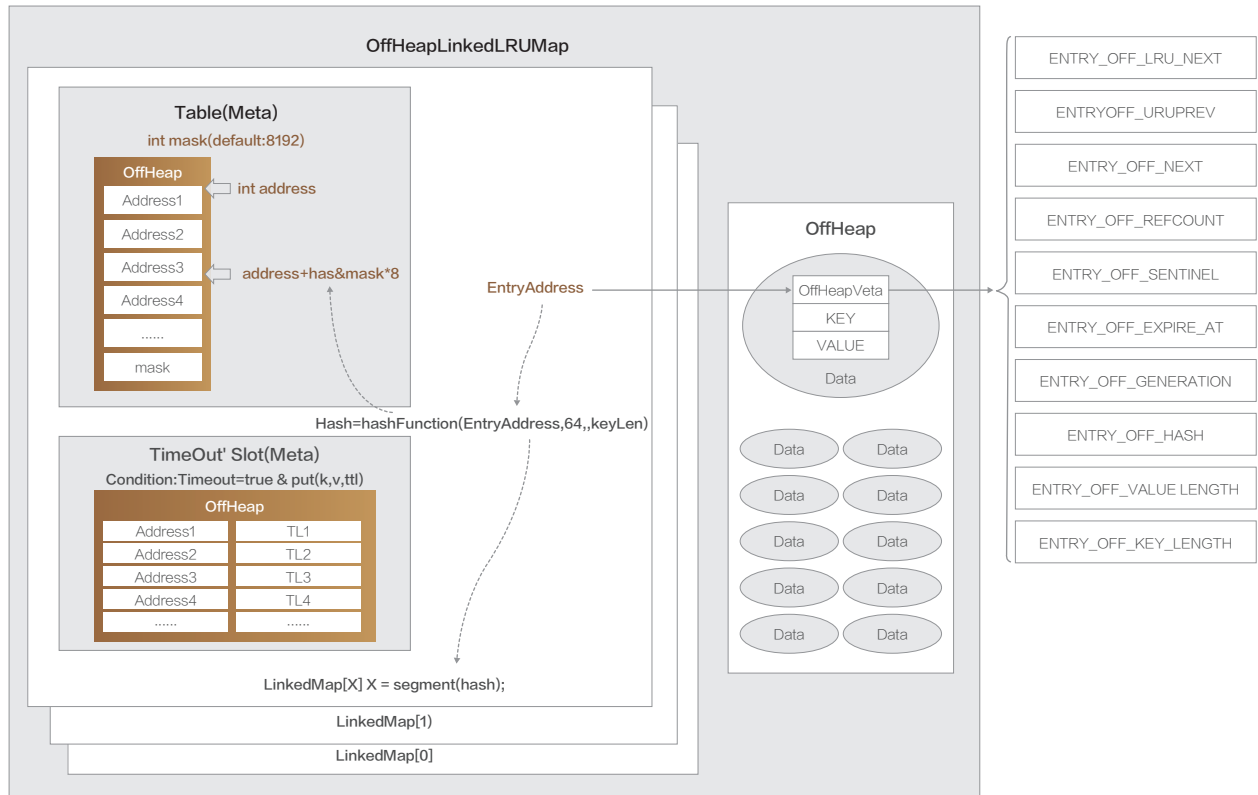 OffHeapLinkedLRUMap
Table(Meta)
int mask(default:8192)
OffHeap
Address1
Address2
Address3
Address4
......
mask
int address
address+has&mask*8
EntryAddress
Hash=hashFunction(EntryAddress,64,,keyLen)
TimeOut' Slot(Meta)
Condition:Timeout=true & put(k,v,ttl)
OffHeap
Address1 TL1
Address2 TL2
Address3 TL3
Address4 TL4
...... ......
LinkedMap[X] X = segment(hash);
LinkedMap[1)
LinkedMap[0]
OffHeap
OffHeapVeta
KEY
VALUE
Data
Data Data
Data Data
Data Data
Data Data
Data Data
ENTRY_OFF_LRU_NEXT
ENTRYOFF_URUPREV
ENTRY_OFF_NEXT
ENTRY_OFF_REFCOUNT
ENTRY_OFF_SENTINEL
ENTRY_OFF_EXPIRE_AT
ENTRY_OFF_GENERATION
ENTRY_OFF_HASH
ENTRY_OFF_VALUE LENGTH
ENTRY_OFF_KEY_LENGTH